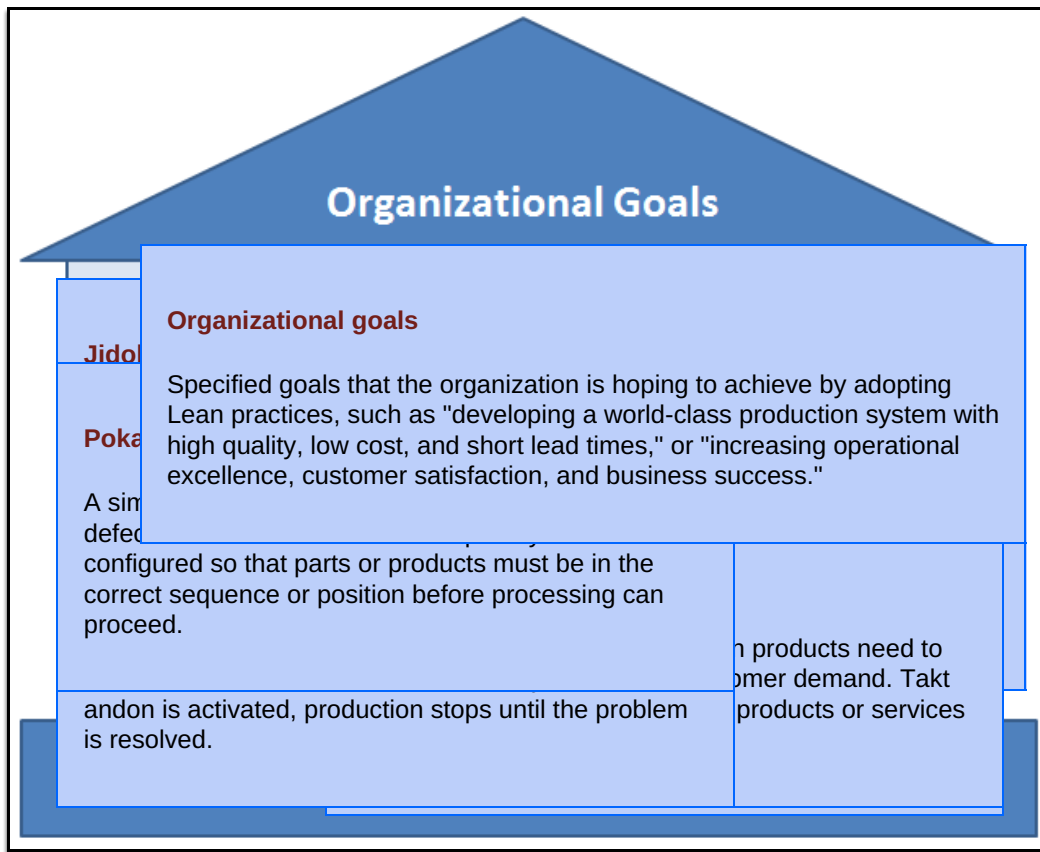 Organizational Goals
Organizational goals
Specified goals that the organization is hoping to achieve by adopting
Lean practices, such as "developing a world-class production system with
high quality, low cost, and short lead times," or "increasing operational
excellence, customer satisfaction, and business success."
A
configured so that parts or products must be in the
correct sequence or position before processing can
proceed.
andon is activated, production stops until the problem
is resolved.
products need to
demand. Takt
products or services